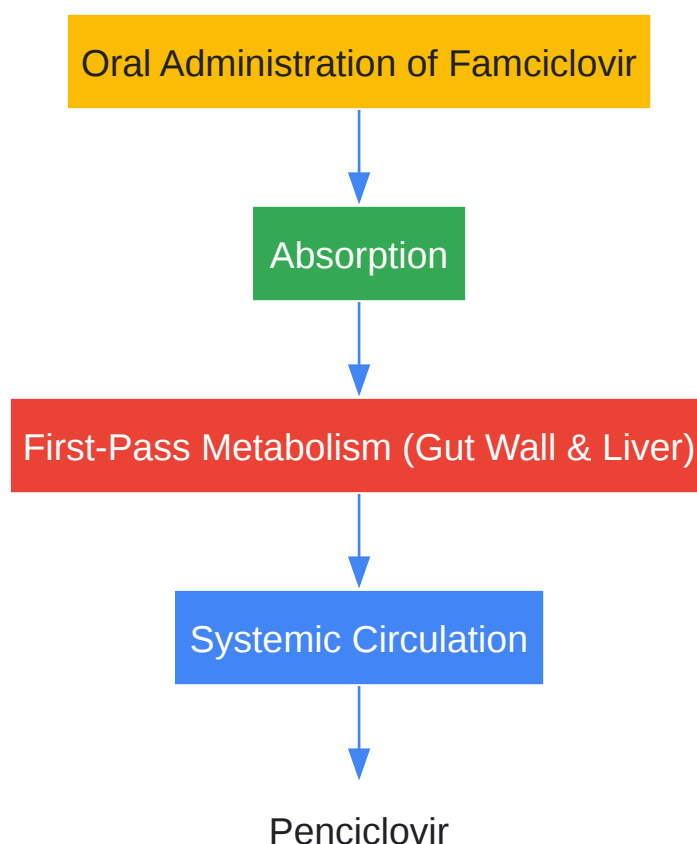 Oral Administration of Famciclovir
Absorption
First-Pass Metabolism (Gut Wall & Liver)
Systemic Circulation
Penciclovir